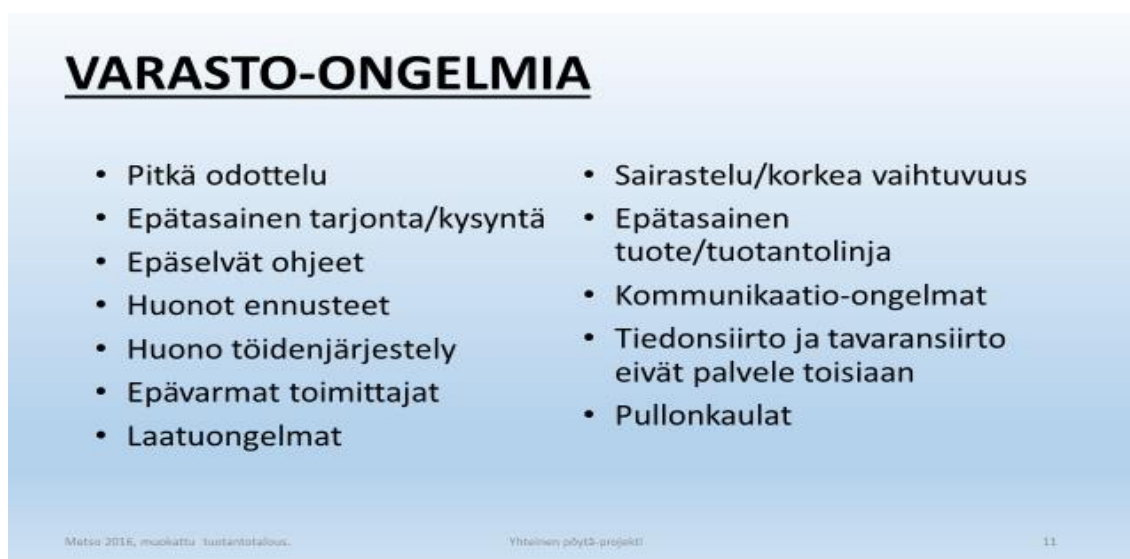 VARASTO-ONGELMIA
• Pitkä odottelu
• Epätasainen tarjonta/kysyntä
• Epäselvät ohjeet
• Huonot ennusteet
• Huono töidenjärjestely
• Epävarmat toimittajat
• Laatuongelmat
• Sairastelu/korkea vaihtuvuus
• Epätasainen
tuote/tuotantolinja
• Kommunikaatio-ongelmat
• Tiedonsiirto ja tavaransiirto
eivät palvele toisiaan
• Pullonkaulat
Metso 2016, muokattu tuotantotalous.
Yhteinen pöytä-projekti
11